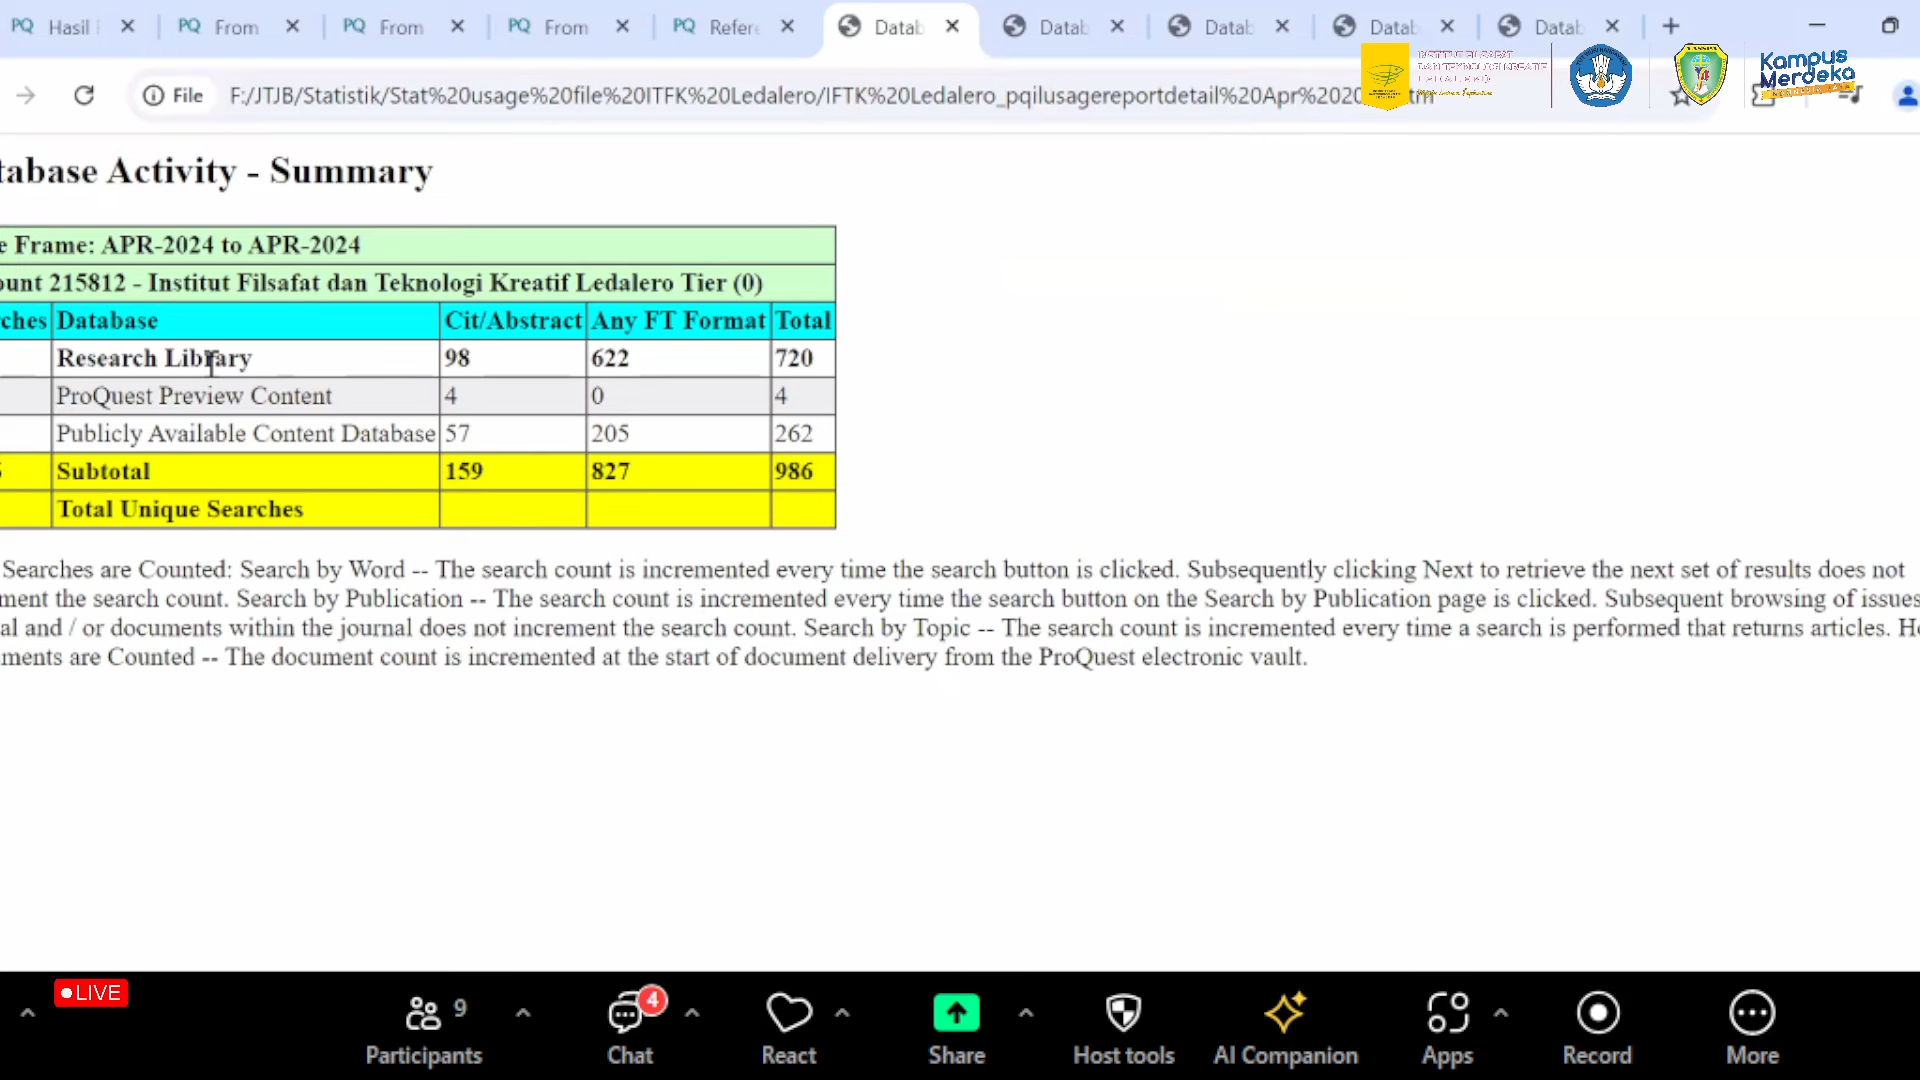 PQ Hasil
PQ From
PQ From
PQ From
PQ Refere
Datab
Datab
Datab
Datab
Datab
File
F:/JTJB/Statistik/Stat%20usage%20file%20ITFK%20Ledalero/IFTK%20Ledalero_pqilusagereportdetail%20Apr%202
INSTITUT FILSAFAT
DAN TEKNOLOGI KREATIF
LEDALERO
Kampus
Merdeka
tabase Activity - Summary
e Frame: APR-2024 to APR-2024
ount 215812 - Institut Filsafat dan Teknologi Kreatif Ledalero Tier (0)
ches Database Cit/Abstract Any FT Format Total
Research Library 98 622 720
ProQuest Preview Content 4 0 4
Publicly Available Content Database 57 205 262
Subtotal 159 827 986
Total Unique Searches
Searches are Counted: Search by Word -- The search count is incremented every time the search button is clicked. Subsequently clicking Next to retrieve the next set of results does not
ment the search count. Search by Publication -- The search count is incremented every time the search button on the Search by Publication page is clicked. Subsequent browsing of issues
al and / or documents within the journal does not increment the search count. Search by Topic -- The search count is incremented every time a search is performed that returns articles. H
ments are Counted -- The document count is incremented at the start of document delivery from the ProQuest electronic vault.
LIVE
9
4
Participants
Chat
React
Share
Host tools
AI Companion
Apps
Record
More